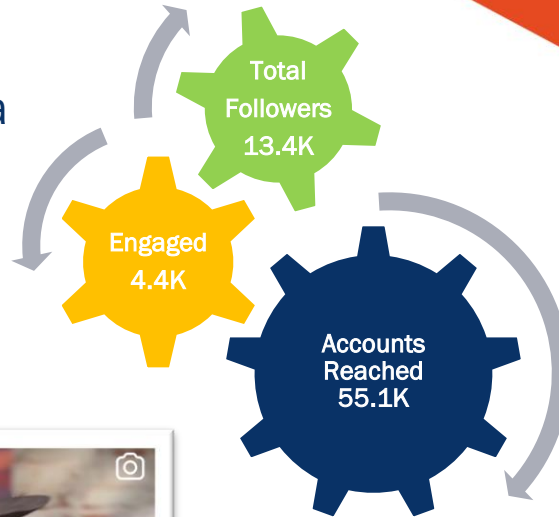 a
Total
Followers
13.4K
Engaged
4.4K
Accounts
Reached
55.1K